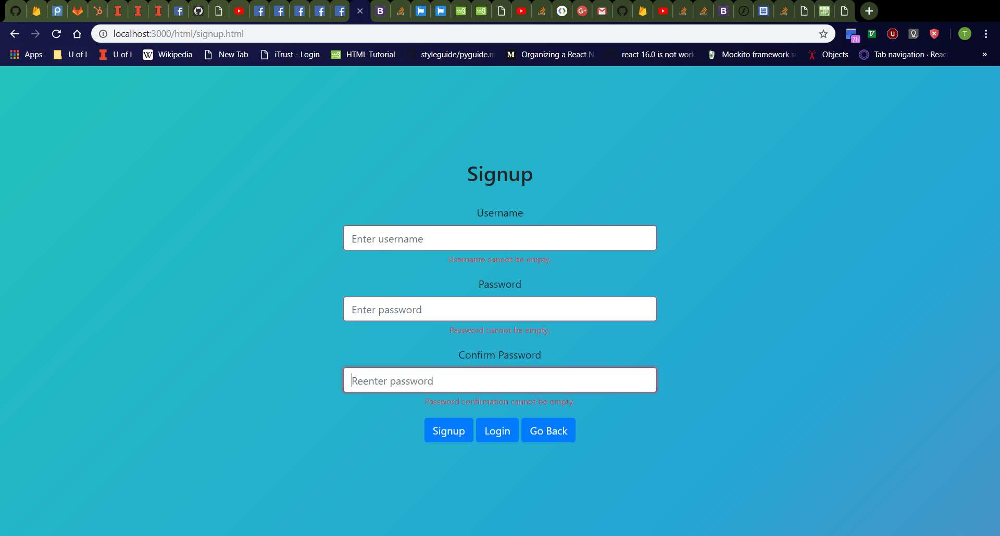 localhost:3000/html/signup.html
7h
T
Apps
U of I
U of I
Wikipedia
New Tab
iTrust - Login
HTML Tutorial
styleguide/pyguide.m
Organizing a React N
react 16.0 is not work
Mockito framework si
Objects
Tab navigation · Reac
»
Signup
Username
Enter username
Username cannot be empty.
Password
Enter password
Password cannot be empty.
Confirm Password
Reenter password
Password confirmation cannot be empty.
Signup Login Go Back